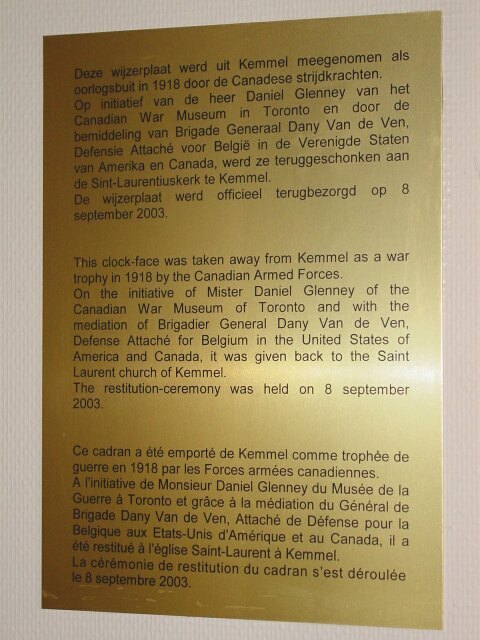 Deze wijzerplaat werd uit Kemmel meegenomen als
oorlogsbuit in 1918 door de Canadese strijdkrachten.
Op initiatief van de heer Daniel Glenney van het
Canadian War Museum in Toronto en door de
bemiddeling van Brigade Generaal Dany Van de Ven,
Defensie Attaché voor België in de Verenigde Staten
van Amerika en Canada, werd ze teruggeschonken aan
de Sint-Laurentiuskerk te Kemmel.
De wijzerplaat werd officieel terugbezorgd op 8
september 2003.
This clock-face was taken away from Kemmel as a war
trophy in 1918 by the Canadian Armed Forces.
On the initiative of Mister Daniel Glenney of the
Canadian War Museum of Toronto and with the
mediation of Brigadier General Dany Van de Ven,
Defense Attaché for Belgium in the United States of
America and Canada, it was given back to the Saint
Laurent church of Kemmel.
The restitution-ceremony was held on 8 september
2003.
Ce cadran a été emporté de Kemmel comme trophée de
guerre en 1918 par les Forces armées canadiennes.
A l'initiative de Monsieur Daniel Glenney du Musée de la
Guerre à Toronto et grâce à la médiation du Général de
Brigade Dany Van de Ven, Attaché de Défense pour la
Belgique aux Etats-Unis d'Amérique et au Canada, il a
été restitué à l'église Saint-Laurent à Kemmel.
La cérémonie de restitution du cadran s'est déroulée
le 8 septembre 2003.